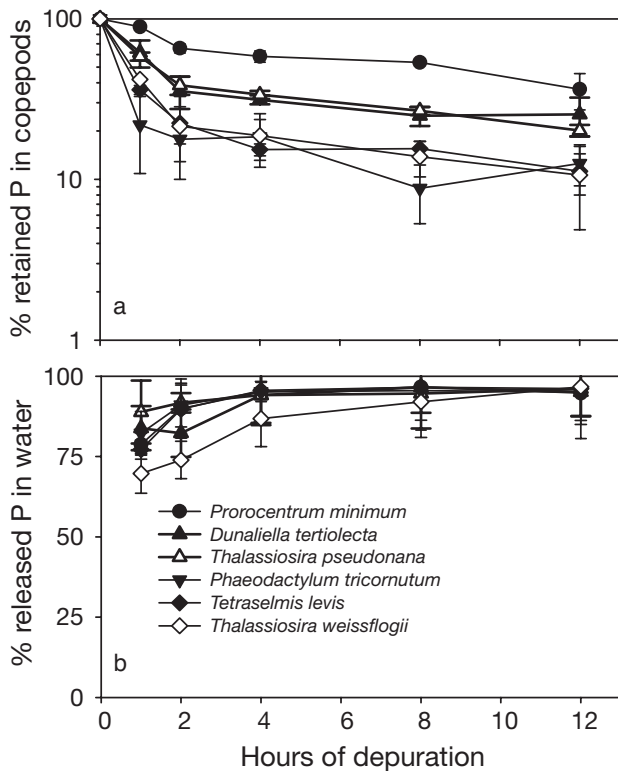 100
10
1
% retained P in copepods
a
100
75
50
25
0
% released P in water
Prorocentrum minimum
Dunaliella tertiolecta
Thalassiosira pseudonana
Phaeodactylum tricornutum
Tetraselmis levis
Thalassiosira weissflogii
b
0 2 4 6 8 10 12
Hours of depuration